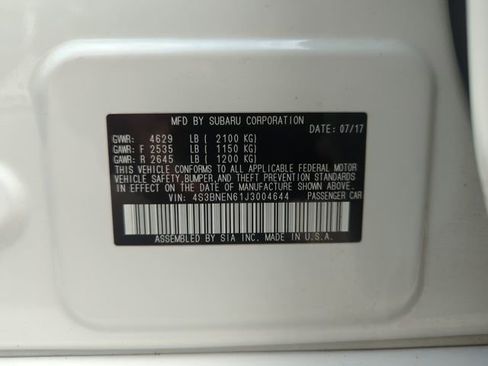 MFD BY SUBARU CORPORATION
DATE: 07/17
GVWR: 4629 LB ( 2100 KG)
GAWR: F 2535 LB ( 1150 KG)
GAWR: R 2645 LB ( 1200 KG)
THIS VEHICLE CONFORMS TO ALL APPLICABLE FEDERAL MOTOR
VEHICLE SAFETY,BUMPER,AND THEFT PREVENTION STANDARDS
IN EFFECT ON THE DATE OF MANUFACTURE SHOWN ABOVE.
VIN: 4S3BNEN61J3004644 PASSENGER CAR
ASSEMBLED BY SIA INC. MADE IN U.S.A.